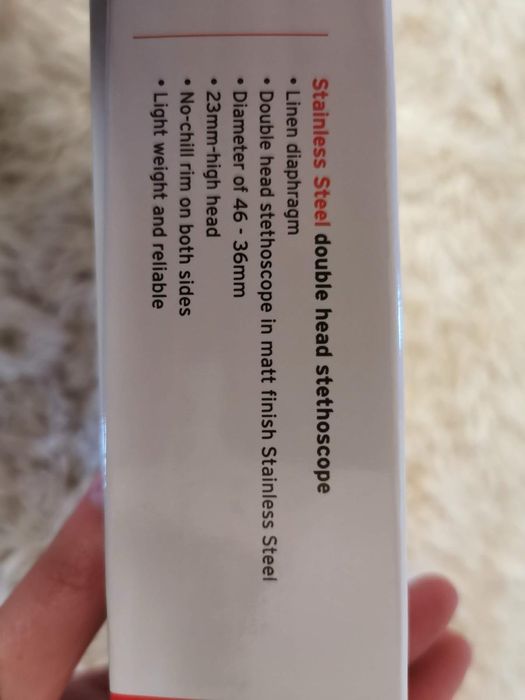 Stainless Steel double head stethoscope
• Linen diaphragm
• Double head stethoscope in matt finish Stainless Steel
• Diameter of 46 - 36mm
• 23mm-high head
• No-chill rim on both sides
• Light weight and reliable